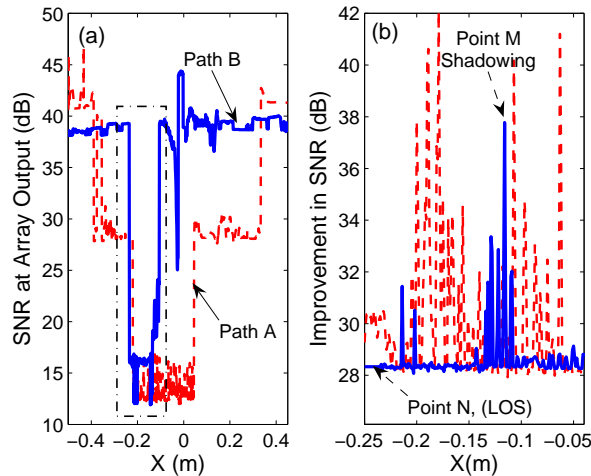 (a)
Path B
Path A
SNR at Array Output (dB)
50
45
40
35
30
25
20
15
10
−0.5 −0.4 −0.2 0 0.2 0.4
X (m)
(b)
Point M
Shadowing
Point N, (LOS)
Improvement in SNR (dB)
42
40
38
36
34
32
30
28
−0.25 −0.2 −0.15 −0.1 −0.05
X(m)